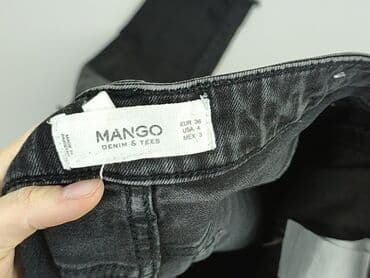 MANGO
DENIM & TEES
EUR 36
USA 4
MEX 3